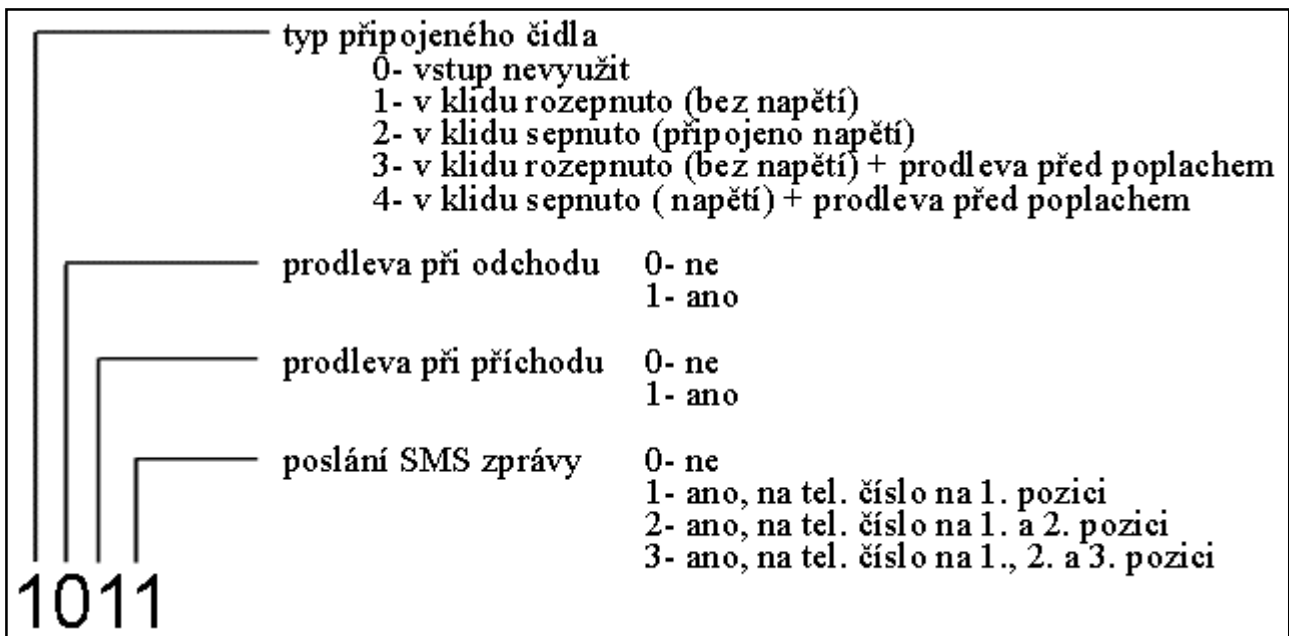 typ připojeného čidla
0- vstup nevyužit
1- v klidu rozepnuto (bez napětí)
2- v klidu sepnuto (připojeno napětí)
3- v klidu rozepnuto (bez napětí) + prodleva před poplachem
4- v klidu sepnuto ( napětí) + prodleva před poplachem
prodleva při odchodu 0- ne
1- ano
prodleva při příchodu 0- ne
1- ano
poslání SMS zprávy 0- ne
1- ano, na tel. číslo na 1. pozici
2- ano, na tel. číslo na 1. a 2. pozici
3- ano, na tel. číslo na 1., 2. a 3. pozici
1011